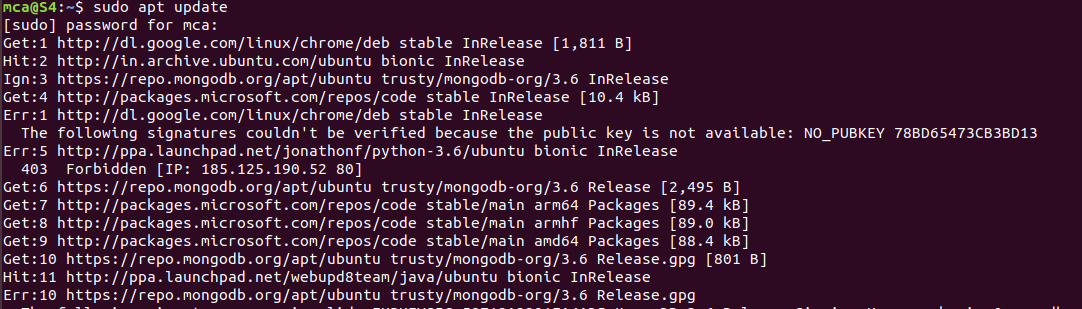 mca@S4:~$ sudo apt update
[sudo] password for mca:
Get:1 http://dl.google.com/linux/chrome/deb stable InRelease [1,811 B]
Hit:2 http://in.archive.ubuntu.com/ubuntu bionic InRelease
Ign:3 https://repo.mongodb.org/apt/ubuntu trusty/mongodb-org/3.6 InRelease
Get:4 http://packages.microsoft.com/repos/code stable InRelease [10.4 kB]
Err:1 http://dl.google.com/linux/chrome/deb stable InRelease
  The following signatures couldn't be verified because the public key is not available: NO_PUBKEY 78BD65473CB3BD13
Err:5 http://ppa.launchpad.net/jonathonf/python-3.6/ubuntu bionic InRelease
  403  Forbidden [IP: 185.125.190.52 80]
Get:6 https://repo.mongodb.org/apt/ubuntu trusty/mongodb-org/3.6 Release [2,495 B]
Get:7 http://packages.microsoft.com/repos/code stable/main arm64 Packages [89.4 kB]
Get:8 http://packages.microsoft.com/repos/code stable/main armhf Packages [89.0 kB]
Get:9 http://packages.microsoft.com/repos/code stable/main amd64 Packages [88.4 kB]
Get:10 https://repo.mongodb.org/apt/ubuntu trusty/mongodb-org/3.6 Release.gpg [801 B]
Hit:11 http://ppa.launchpad.net/webupd8team/java/ubuntu bionic InRelease
Err:10 https://repo.mongodb.org/apt/ubuntu trusty/mongodb-org/3.6 Release.gpg